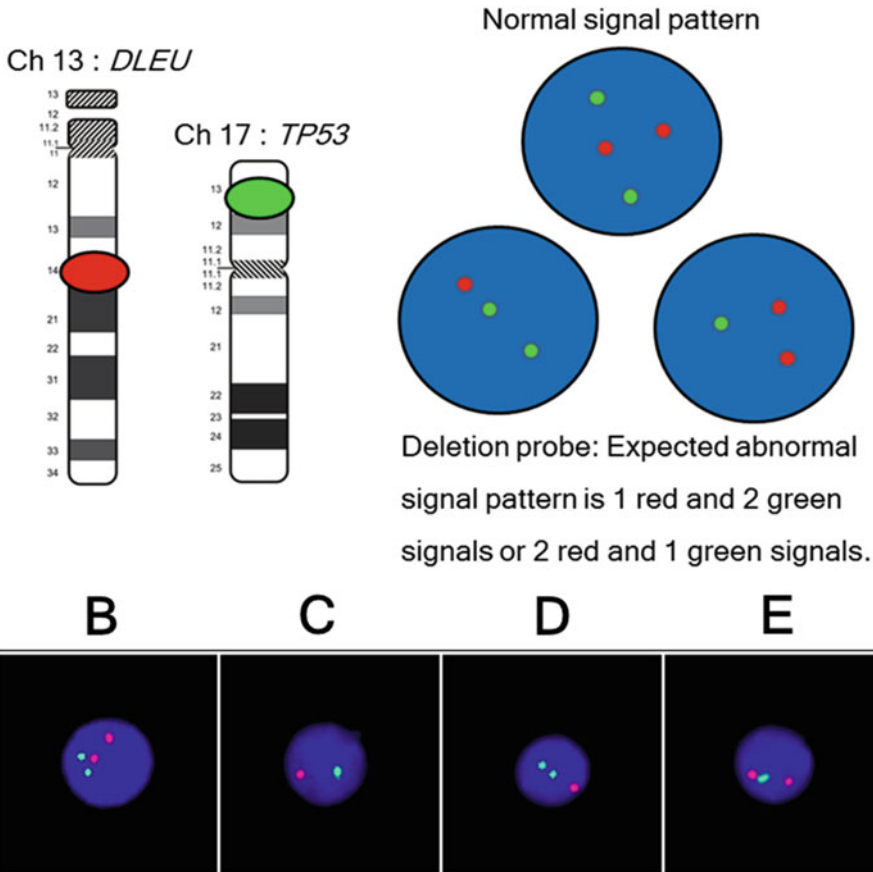 Normal signal pattern
Ch 13 : DLEU
Ch 17 : TP53
13
12
11.2
11.1
11
12
13
14
21
22
31
32
33
34
13
12
11.2
11.1
11.1
11.2
12
21
22
23
24
25
Deletion probe: Expected abnormal
signal pattern is 1 red and 2 green
signals or 2 red and 1 green signals.
B
C
D
E